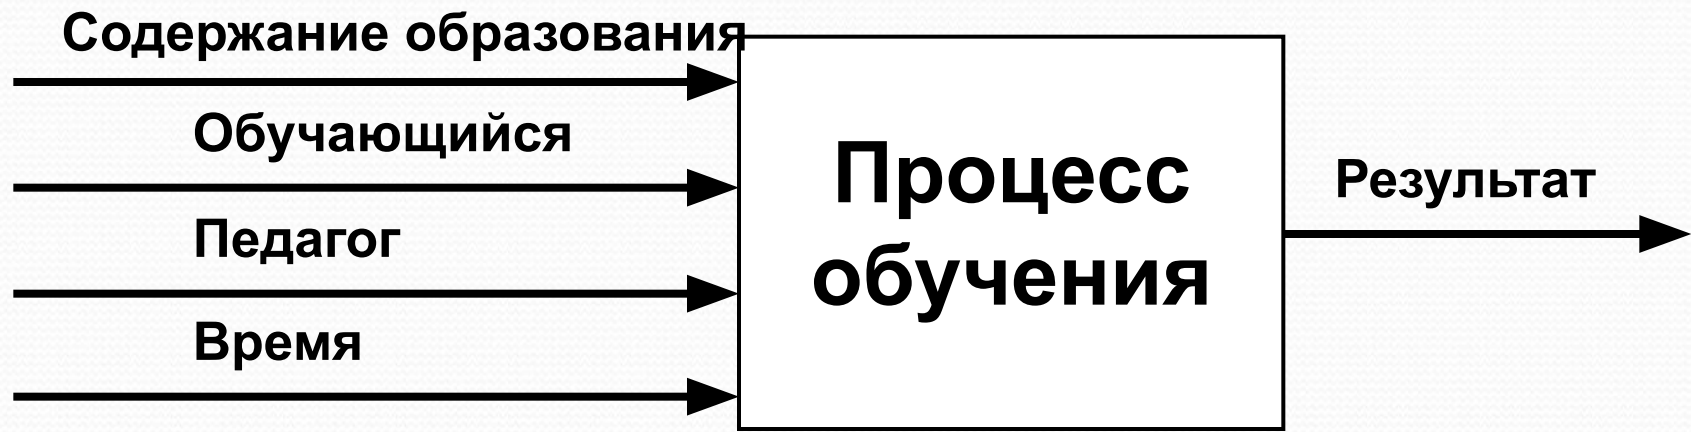 Содержание образования
Обучающийся
Педагог
Время
Процесс
обучения
Результат